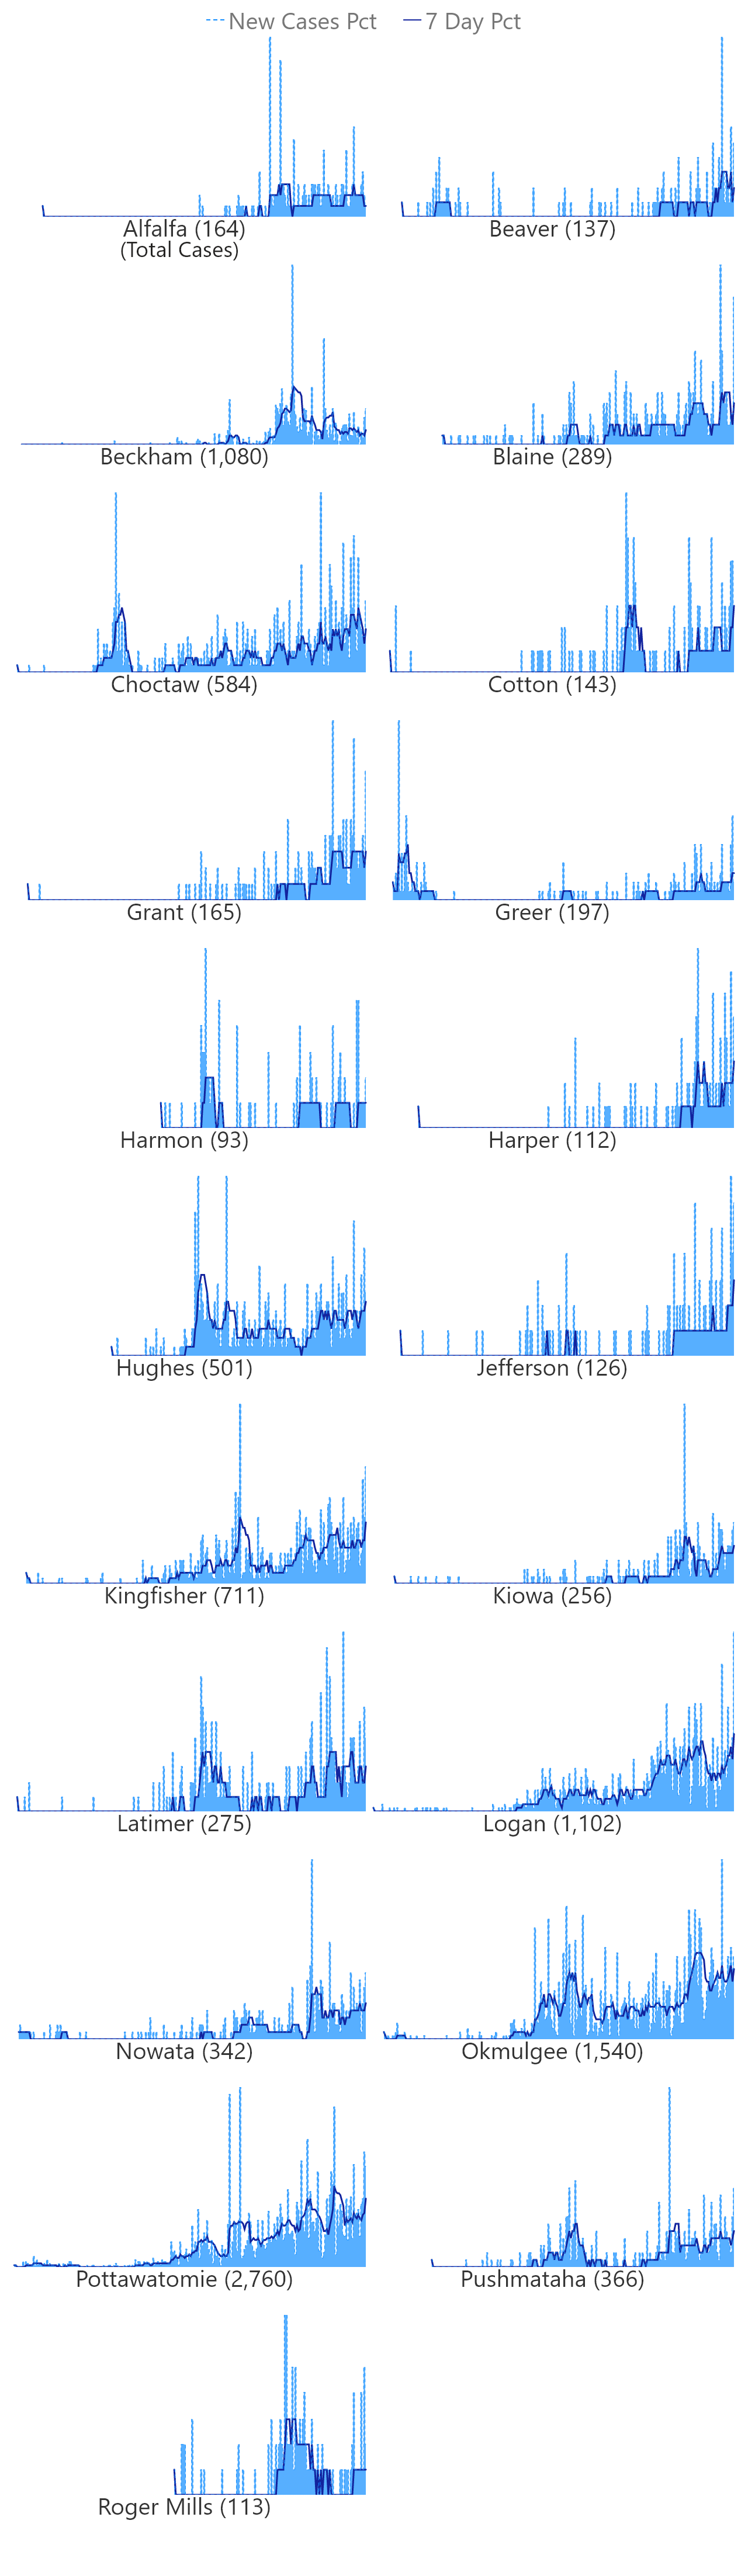 New Cases Pct 7 Day Pct
Alfalfa (164) Beaver (137)
(Total Cases)
Beckham (1,080) Blaine (289)
Choctaw (584) Cotton (143)
Grant (165) Greer (197)
Harmon (93) Harper (112)
Hughes (501) Jefferson (126)
Kingfisher (711) Kiowa (256)
Latimer (275) Logan (1,102)
Nowata (342) Okmulgee (1,540)
Pottawatomie (2,760) Pushmataha (366)
Roger Mills (113)